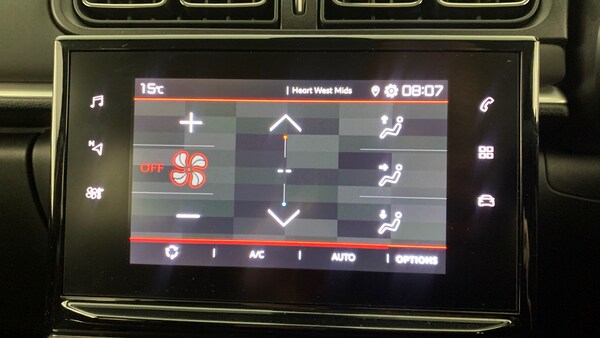 15°C | Heart West Mids 08:07
N
OFF
--
A/C | AUTO | OPTIONS